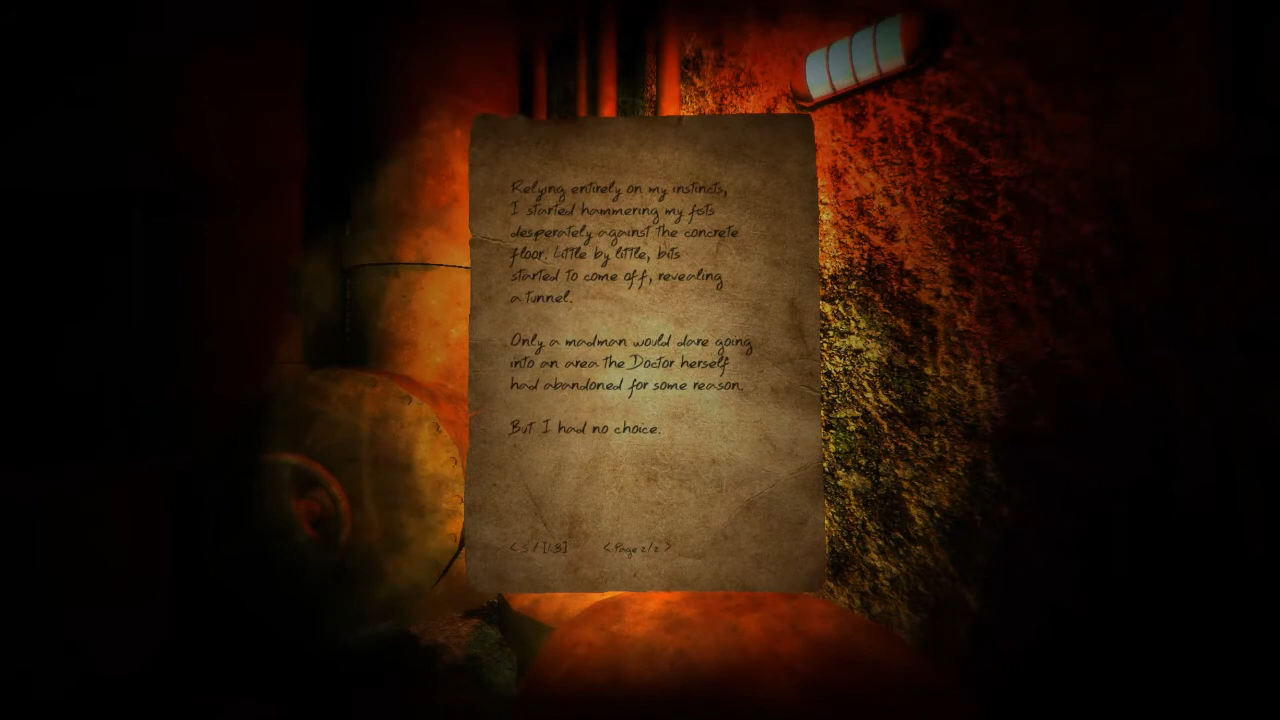 Relying entirely on my instincts,
I started hammering my fists
desperately against the concrete
floor. Little by little, bits
started to come off, revealing
a tunnel.
Only a madman would dare going
into an area the Doctor herself
had abandoned for some reason.
But I had no choice.
<Page 2/2>